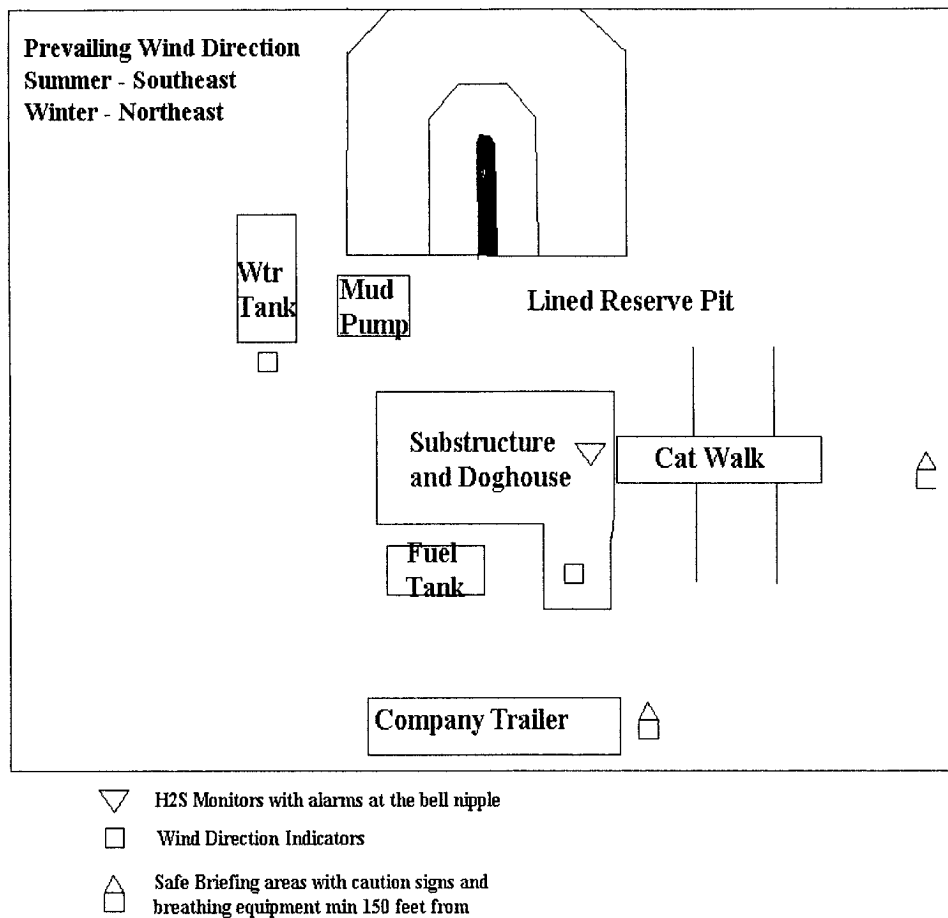 Prevailing Wind Direction
Summer - Southeast
Winter - Northeast
Wtr
Tank
Mud
Pump
Lined Reserve Pit
Substructure
and Doghouse
Cat Walk
Fuel
Tank
Company Trailer
H2S Monitors with alarms at the bell nipple
Wind Direction Indicators
Safe Briefing areas with caution signs and
breathing equipment min 150 feet from